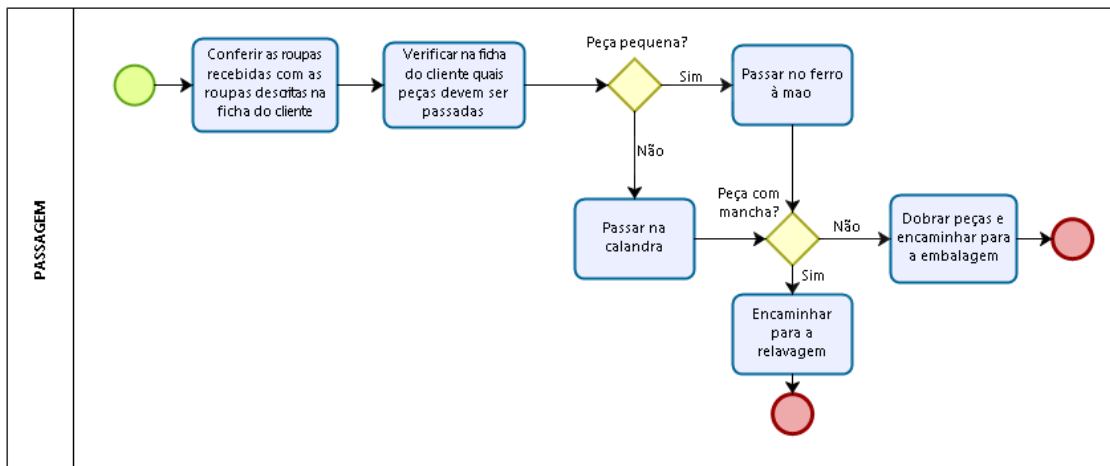 PASSAGEM
Conferir as roupas
recebidas com as
roupas descritas na
ficha do cliente
Verificar na ficha
do cliente quais
peças devem ser
passadas
Peça pequena?
Sim
Passar no ferro
à mao
Não
Passar na
calandra
Peça com
mancha?
Não
Dobrar peças e
encaminhar para
a embalagem
Sim
Encaminhar
para a
relavagem